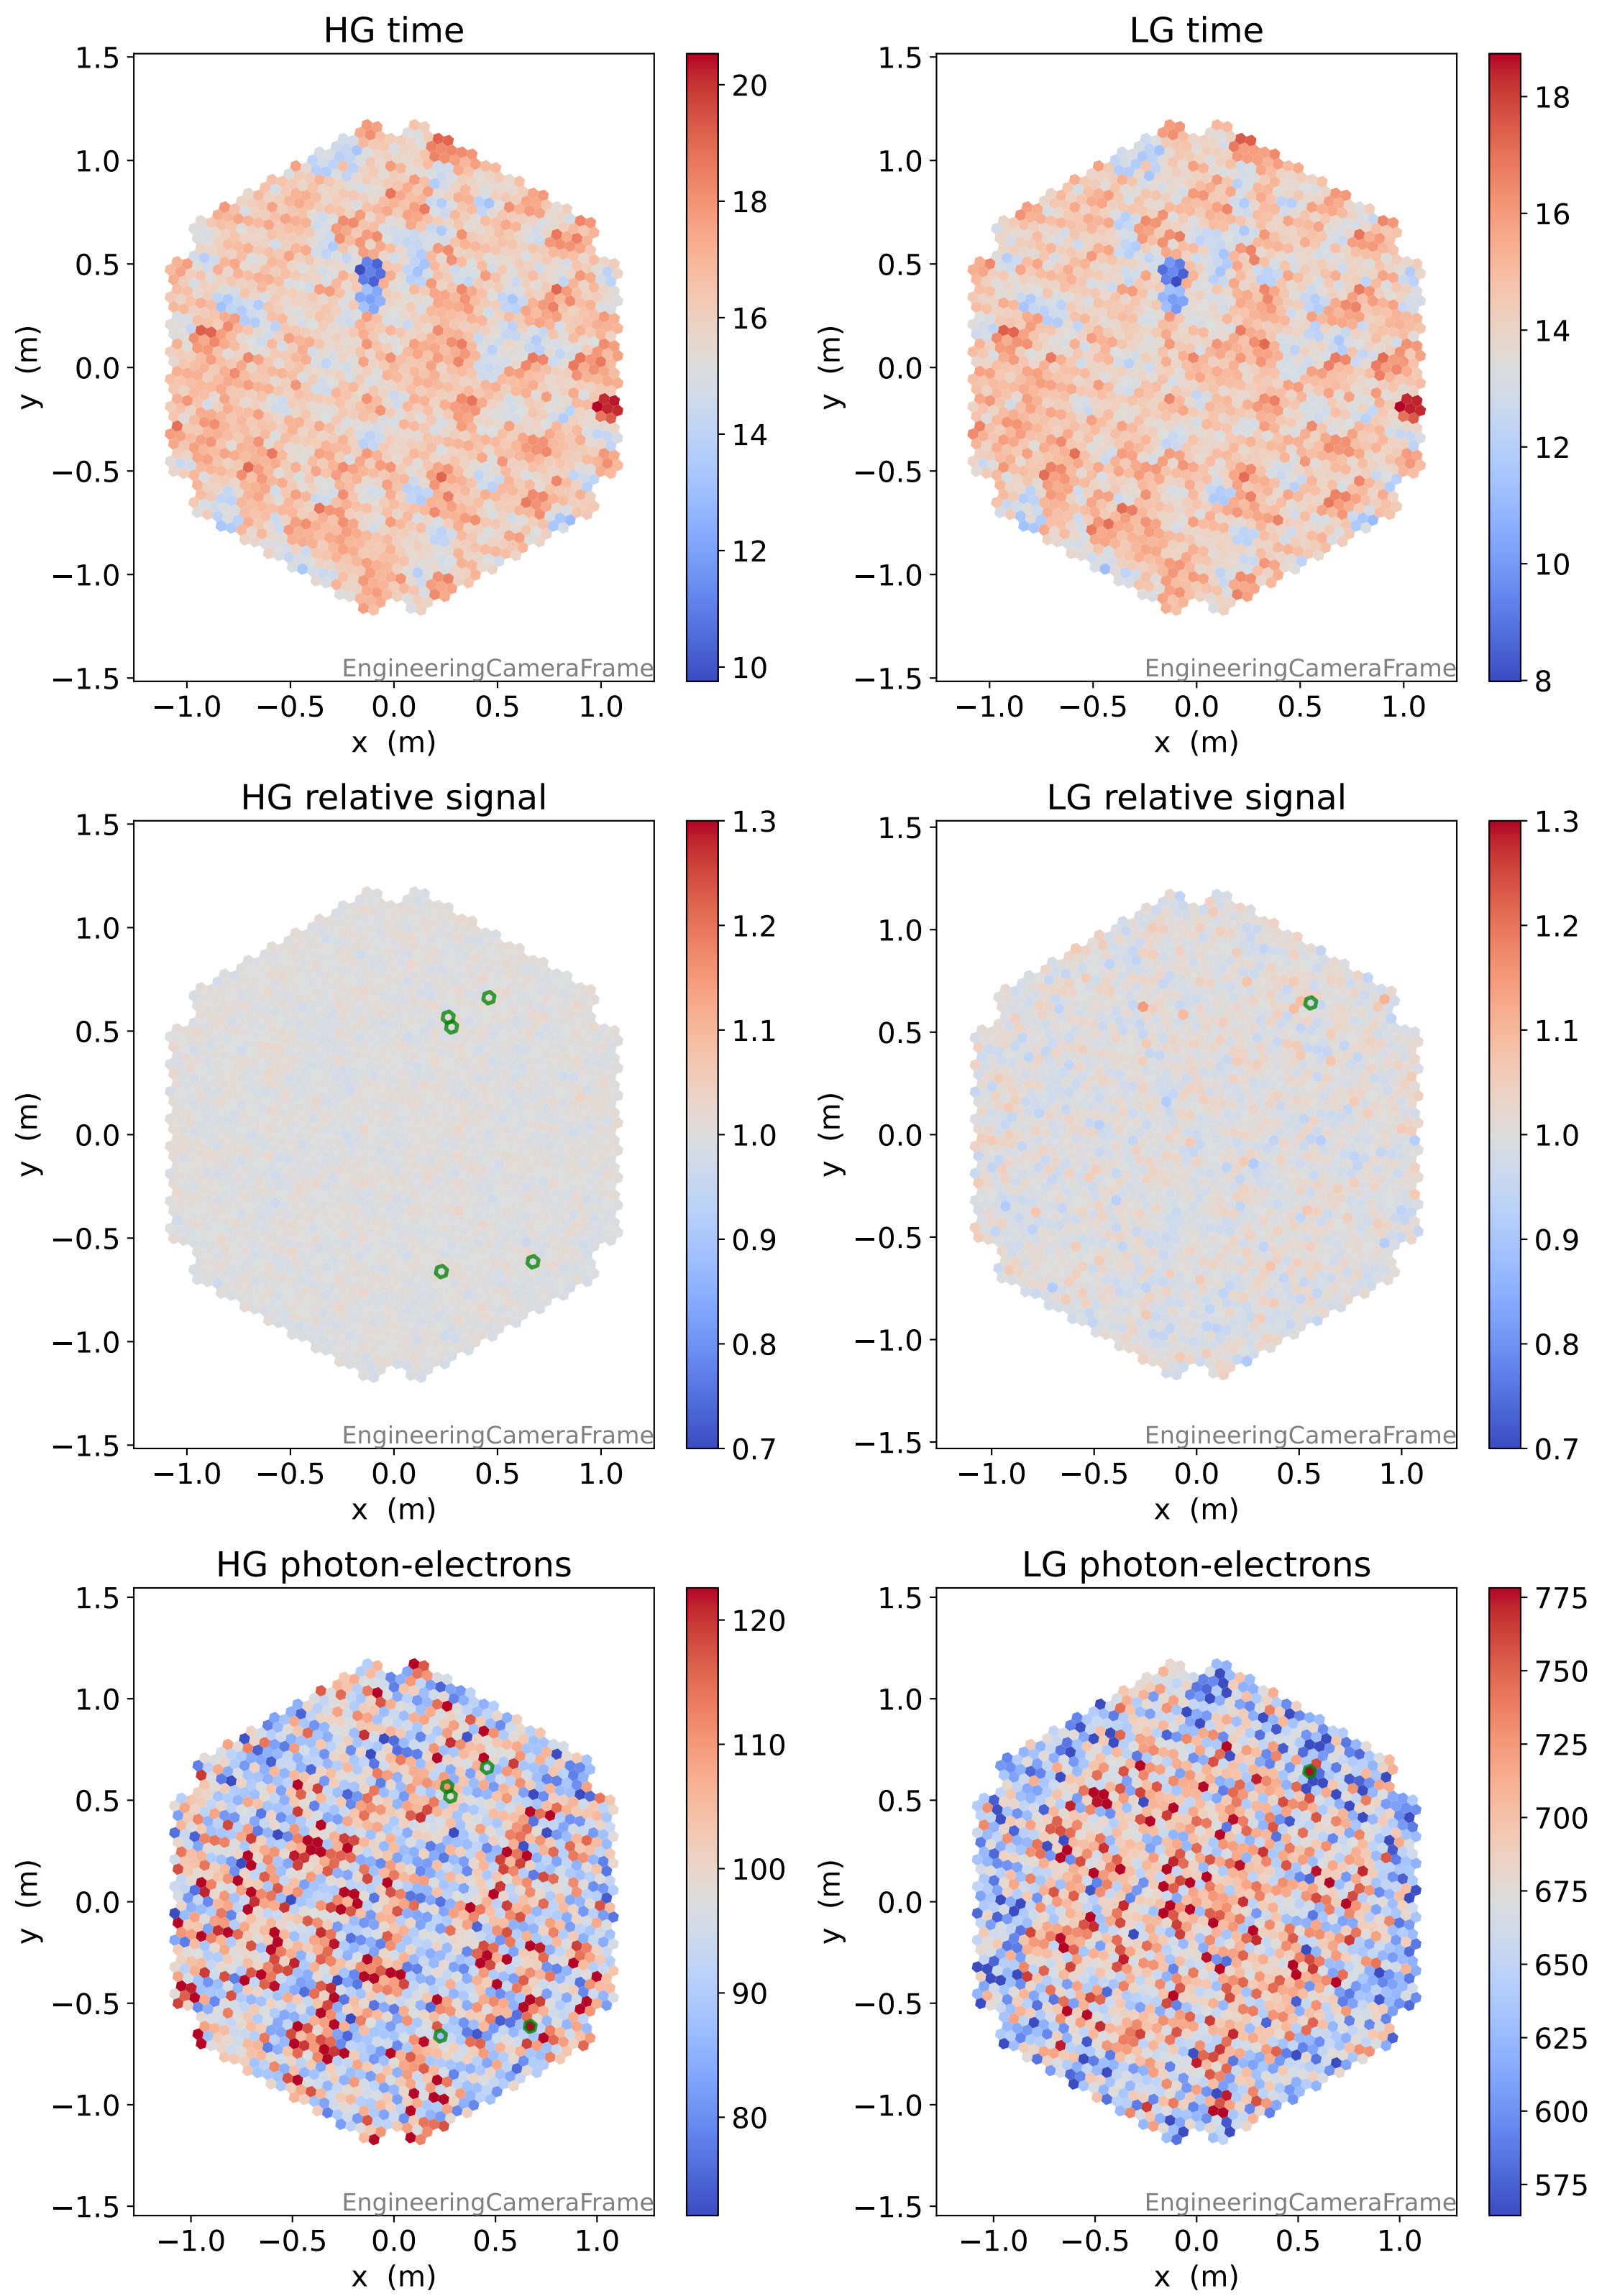 HG time
1.5
1.0
0.5
0.0
−0.5
−1.0
−1.5
y (m)
−1.0 −0.5 0.0 0.5 1.0
x (m)
EngineeringCameraFrame
20
18
16
14
12
10
LG time
1.5
1.0
0.5
0.0
−0.5
−1.0
−1.5
y (m)
−1.0 −0.5 0.0 0.5 1.0
x (m)
EngineeringCameraFrame
18
16
14
12
10
8
HG relative signal
1.5
1.0
0.5
0.0
−0.5
−1.0
−1.5
y (m)
−1.0 −0.5 0.0 0.5 1.0
x (m)
EngineeringCameraFrame
1.3
1.2
1.1
1.0
0.9
0.8
0.7
LG relative signal
1.5
1.0
0.5
0.0
−0.5
−1.0
−1.5
y (m)
−1.0 −0.5 0.0 0.5 1.0
x (m)
EngineeringCameraFrame
1.3
1.2
1.1
1.0
0.9
0.8
0.7
HG photon-electrons
1.5
1.0
0.5
0.0
−0.5
−1.0
−1.5
y (m)
−1.0 −0.5 0.0 0.5 1.0
x (m)
EngineeringCameraFrame
120
110
100
90
80
LG photon-electrons
1.5
1.0
0.5
0.0
−0.5
−1.0
−1.5
y (m)
−1.0 −0.5 0.0 0.5 1.0
x (m)
EngineeringCameraFrame
775
750
725
700
675
650
625
600
575